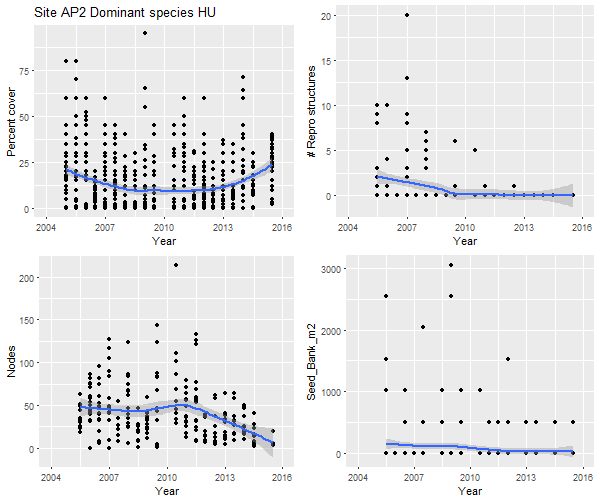 Site AP2 Dominant species HU
Percent cover
75
50
25
0
2004 2007 2010 2013 2016
Year
# Repro structures
20
15
10
5
0
2004 2007 2010 2013 2016
Year
Nodes
200
150
100
50
0
2004 2007 2010 2013 2016
Year
Seed_Bank_m2
3000
2000
1000
0
2004 2007 2010 2013 2016
Year